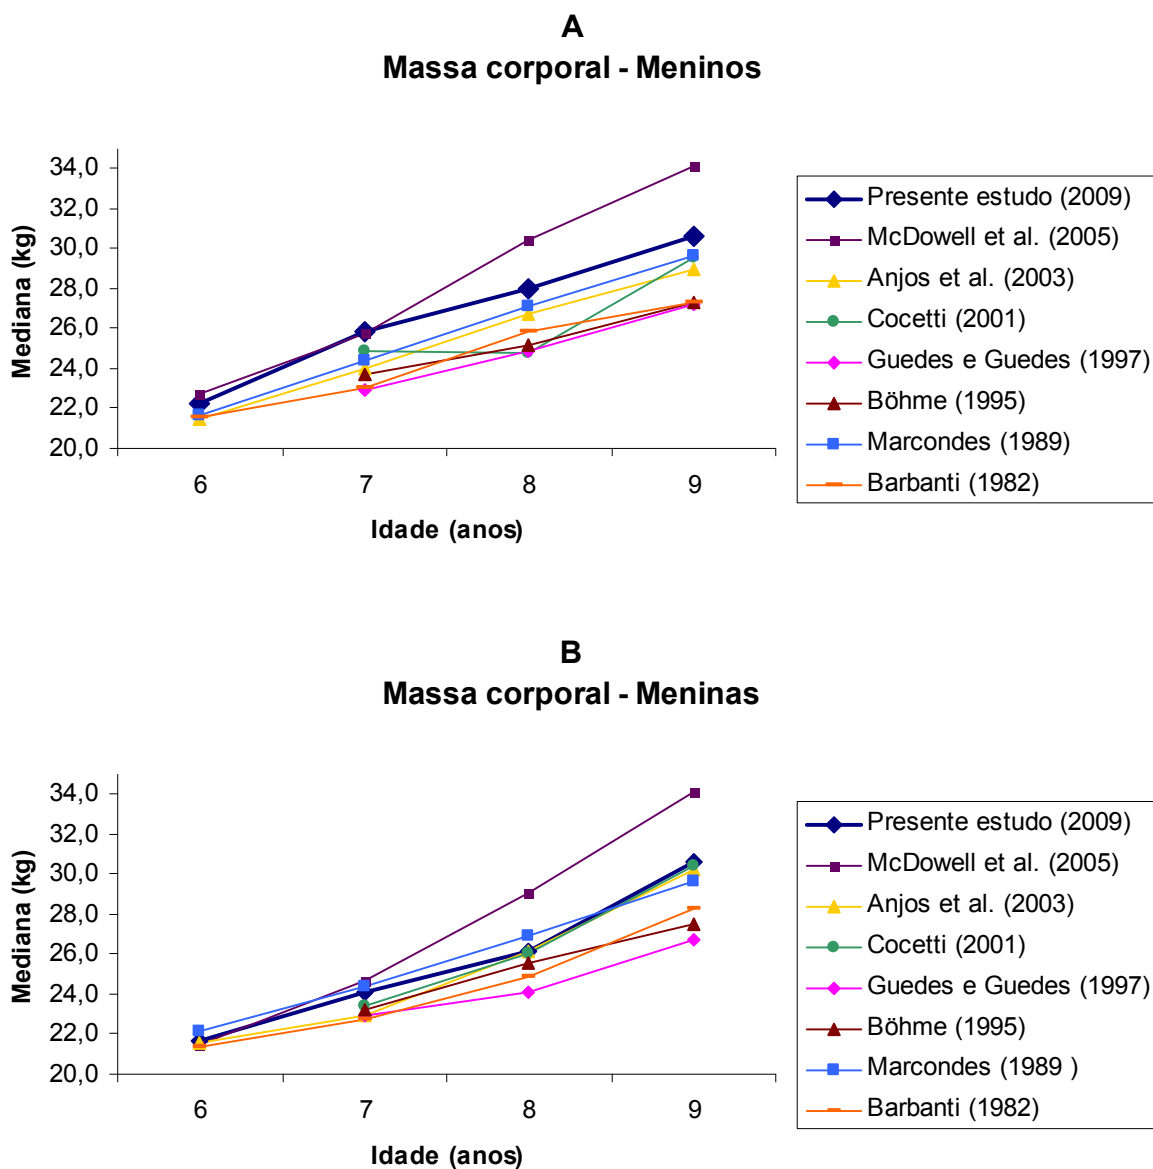 A
Massa corporal - Meninos
34,0
32,0
30,0
28,0
26,0
24,0
22,0
20,0
Mediana (kg)
6 7 8 9
Idade (anos)
Presente estudo (2009)
McDowell et al. (2005)
Anjos et al. (2003)
Cocetti (2001)
Guedes e Guedes (1997)
Böhme (1995)
Marcondes (1989)
Barbanti (1982)
B
Massa corporal - Meninas
34,0
32,0
30,0
28,0
26,0
24,0
22,0
20,0
Mediana (kg)
6 7 8 9
Idade (anos)
Presente estudo (2009)
McDowell et al. (2005)
Anjos et al. (2003)
Cocetti (2001)
Guedes e Guedes (1997)
Böhme (1995)
Marcondes (1989 )
Barbanti (1982)